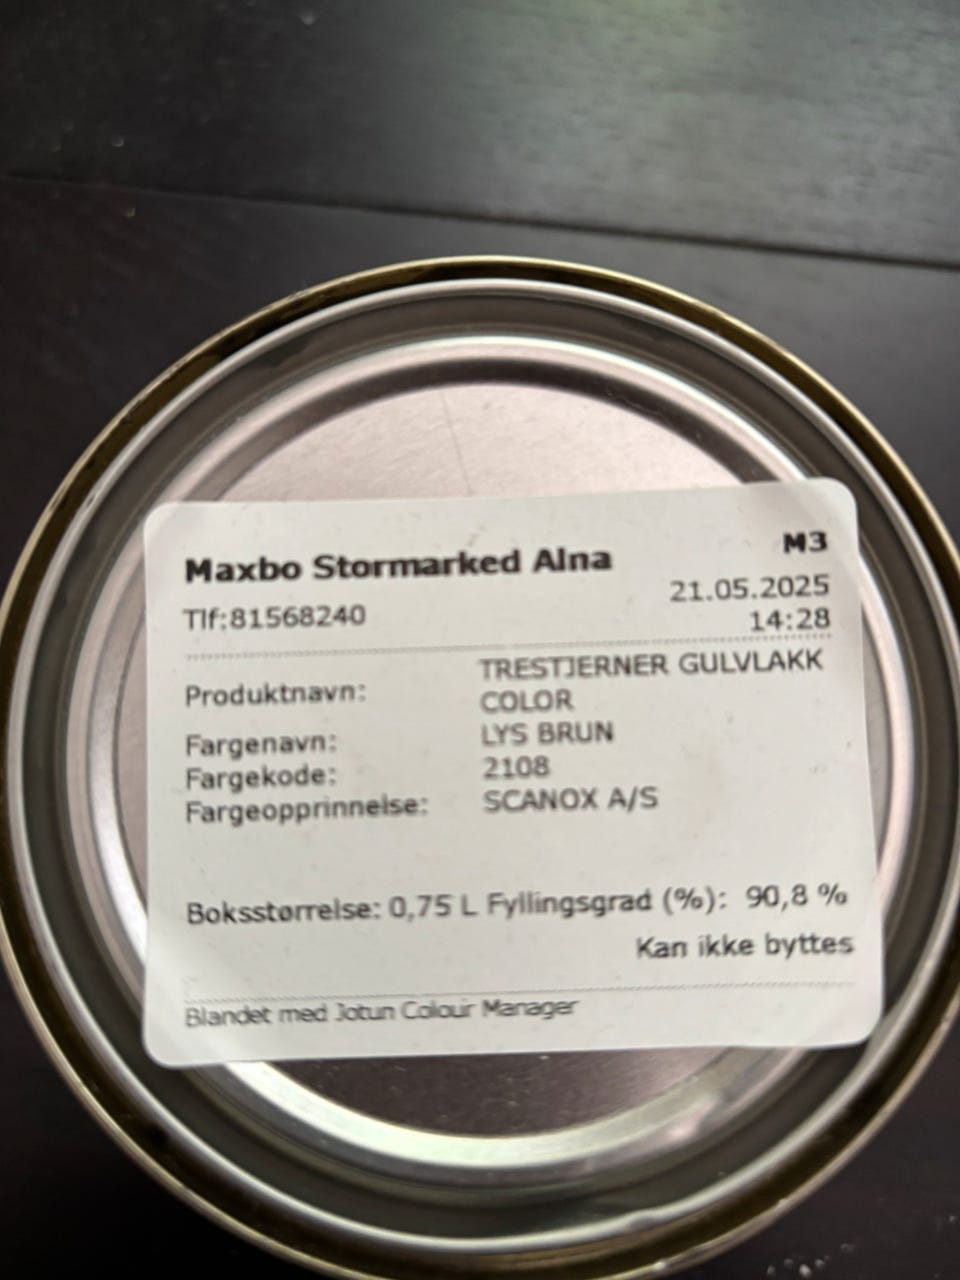 Maxbo Stormarked Alna
M3
Tlf:81568240
21.05.2025
14:28
Produktnavn: TRESTJERNER GULVLAKK
COLOR
Fargenavn: LYS BRUN
Fargekode: 2108
Fargeopprinnelse: SCANOX A/S
Boksstørrelse: 0,75 L Fyllingsgrad (%): 90,8 %
Kan ikke byttes
Blandet med Jotun Colour Manager